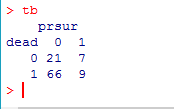 > tb
    prsur
dead  0  1
   0 21  7
   1 66  9
>